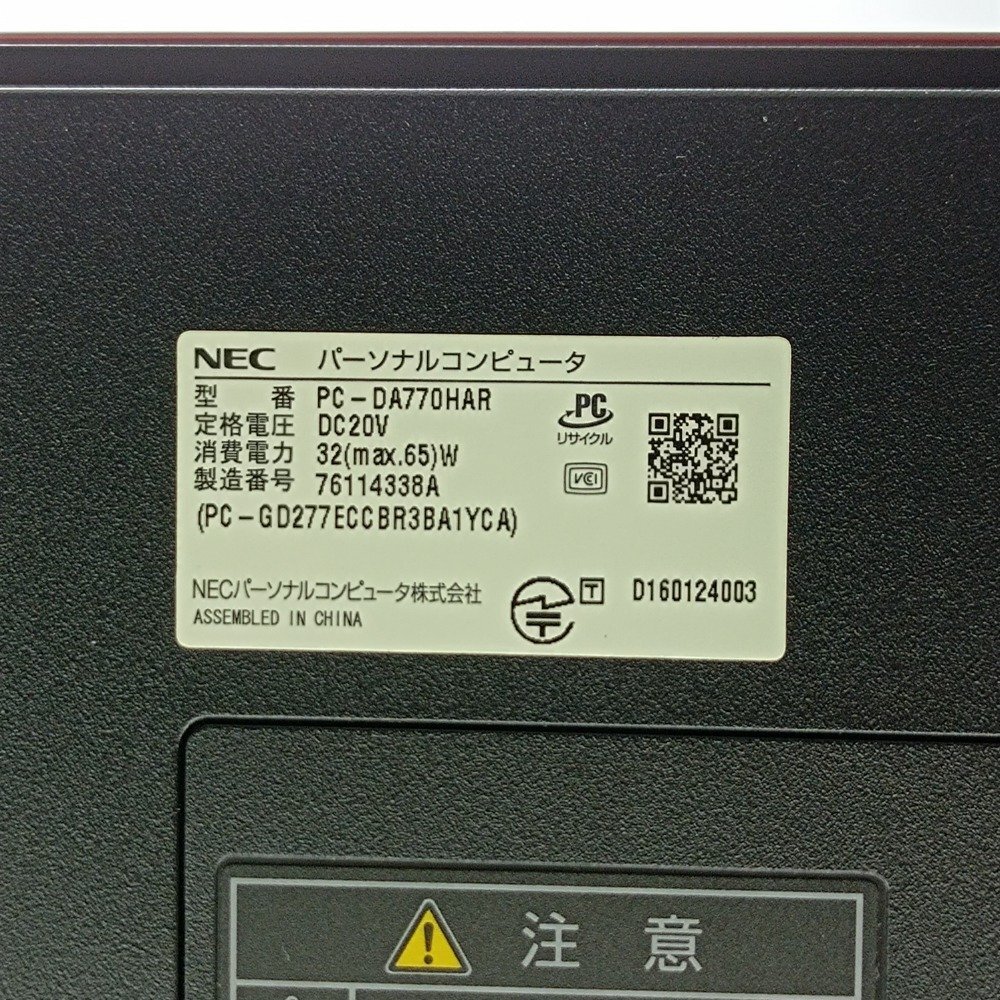 NEC パーソナルコンピュータ
型 番 PC-DA770HAR
定格電圧 DC20V
消費電力 32(max.65)W
製造番号 76114338A
(PC-GD277ECCBR3BA1YCA)
PC
リサイクル
VCCI
NECパーソナルコンピュータ株式会社
ASSEMBLED IN CHINA
T D160124003
注 意